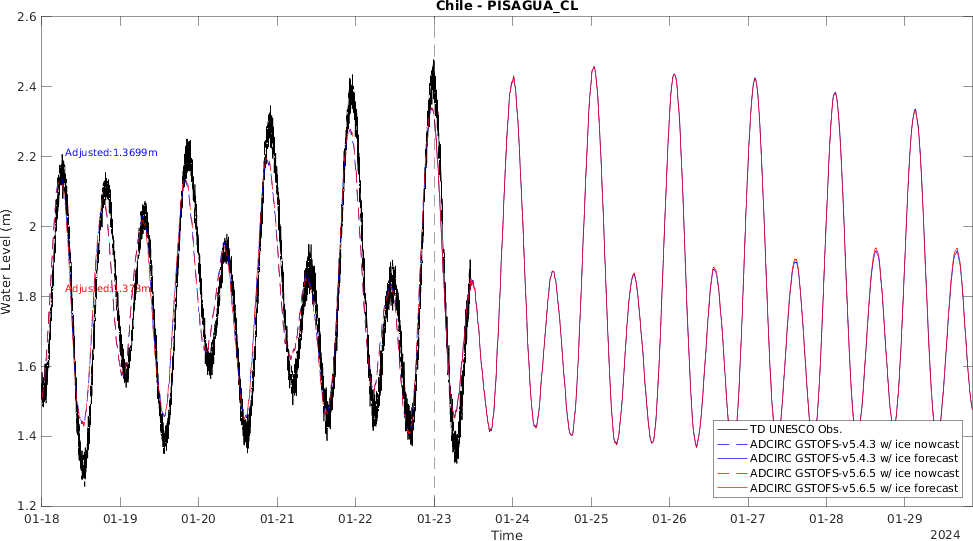 Chile - PISAGUA_CL
2.6
2.4
2.2
2
1.8
1.6
1.4
1.2
Water Level (m)
Adjusted:1.3699m
Adjusted:1.373m
TD UNESCO Obs.
ADCIRC GSTOFS-v5.4.3 w/ ice nowcast
ADCIRC GSTOFS-v5.4.3 w/ ice forecast
ADCIRC GSTOFS-v5.6.5 w/ ice nowcast
ADCIRC GSTOFS-v5.6.5 w/ ice forecast
01-18 01-19 01-20 01-21 01-22 01-23 01-24 01-25 01-26 01-27 01-28 01-29
Time
2024